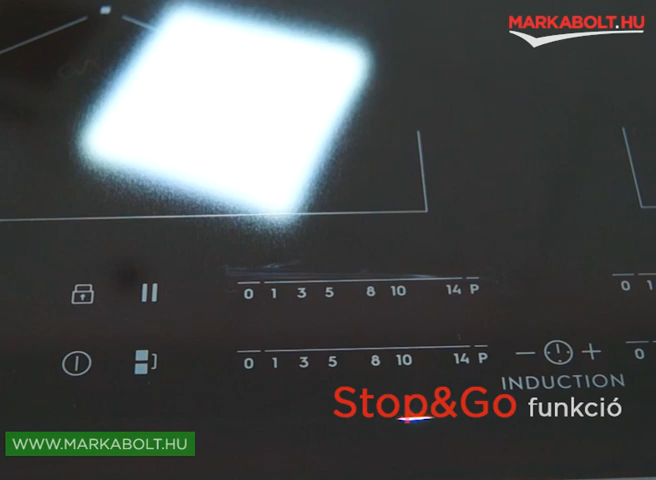 MARKABOLT.HU
0 1 3 5 8 10 14 P
0 1
0 1 3 5 8 10 14 P
0
INDUCTION
Stop&Go funkció
WWW.MARKABOLT.HU